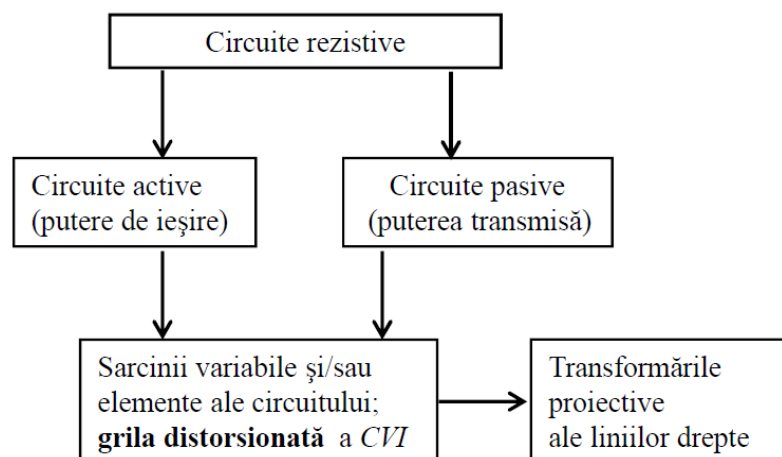 Circuite rezistive
Circuite active
(putere de ieşire)
Circuite pasive
(puterea transmisă)
Sarcinii variabile şi/sau
elemente ale circuitului;
grila distorsionată a CVI
Transformările
proiective
ale liniilor drepte